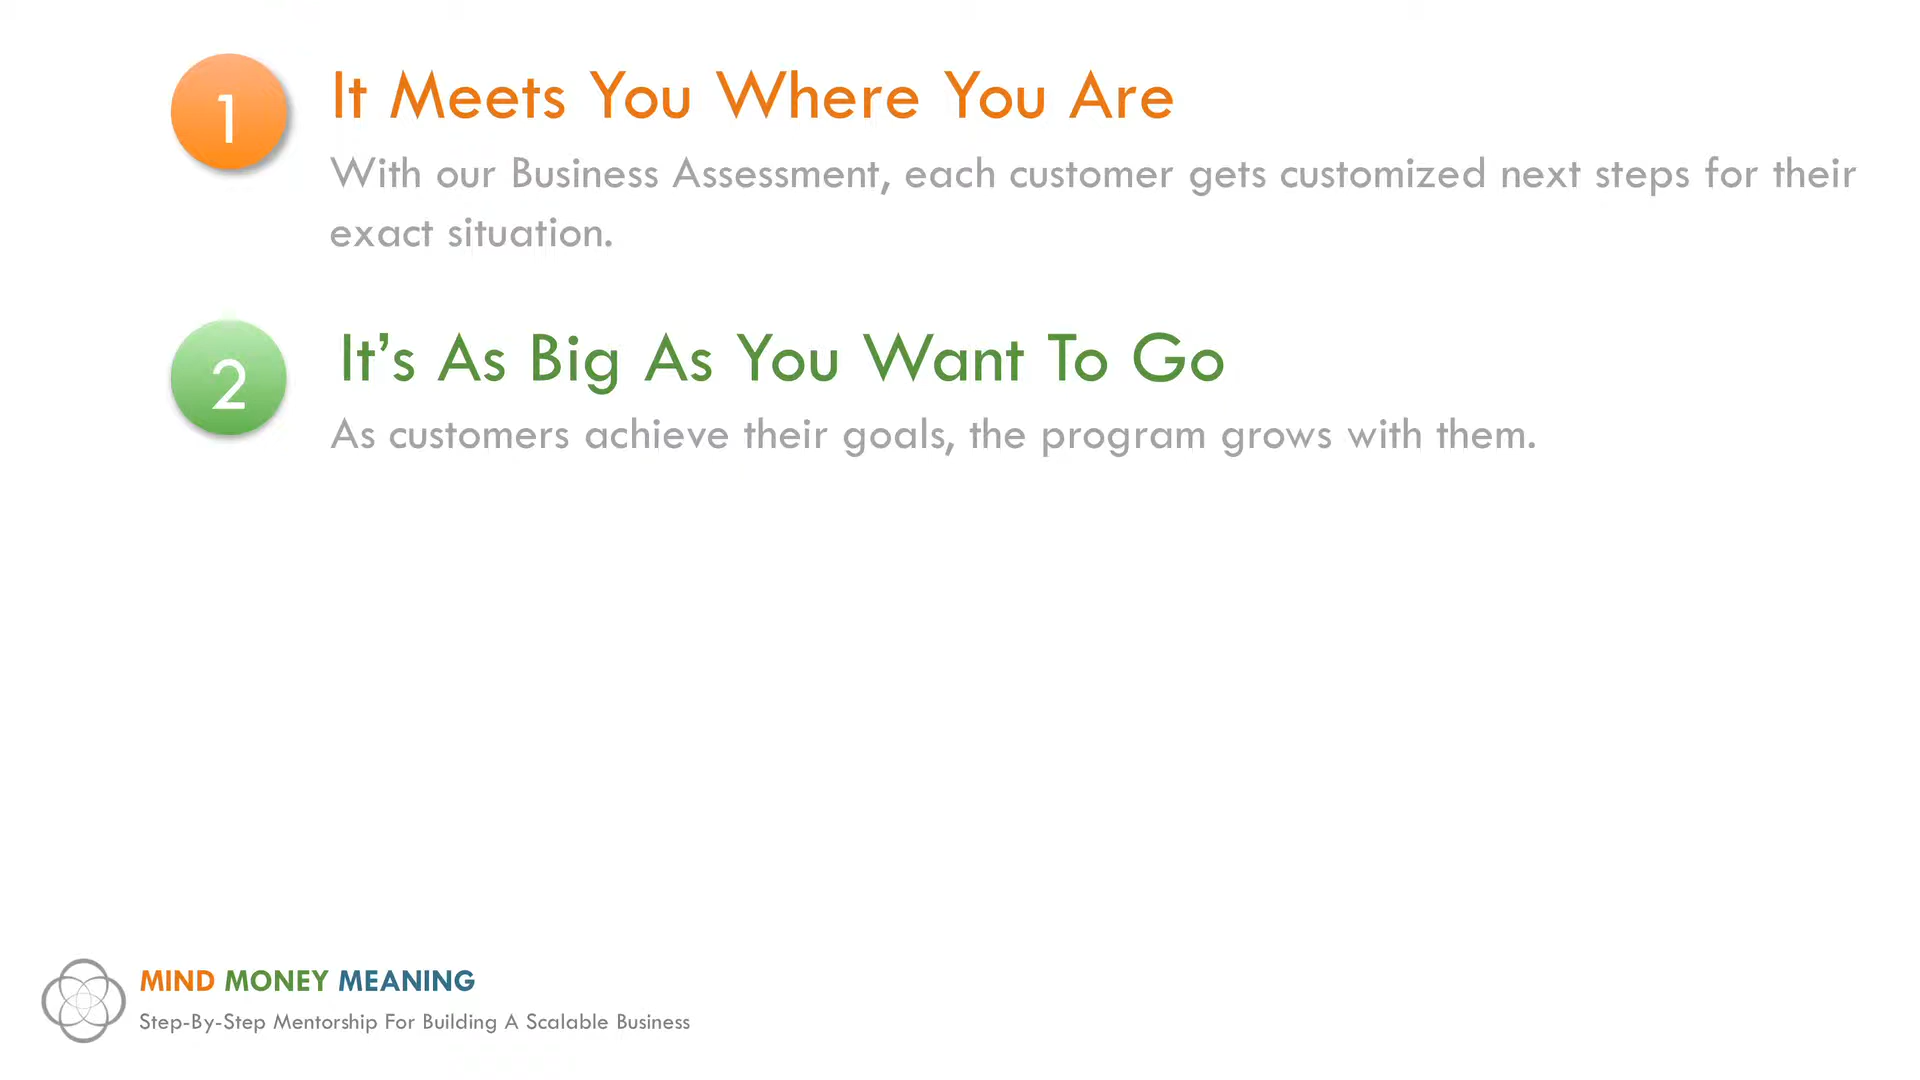 1
It Meets You Where You Are
With our Business Assessment, each customer gets customized next steps for their
exact situation.
2
It’s As Big As You Want To Go
As customers achieve their goals, the program grows with them.
MIND MONEY MEANING
Step-By-Step Mentorship For Building A Scalable Business